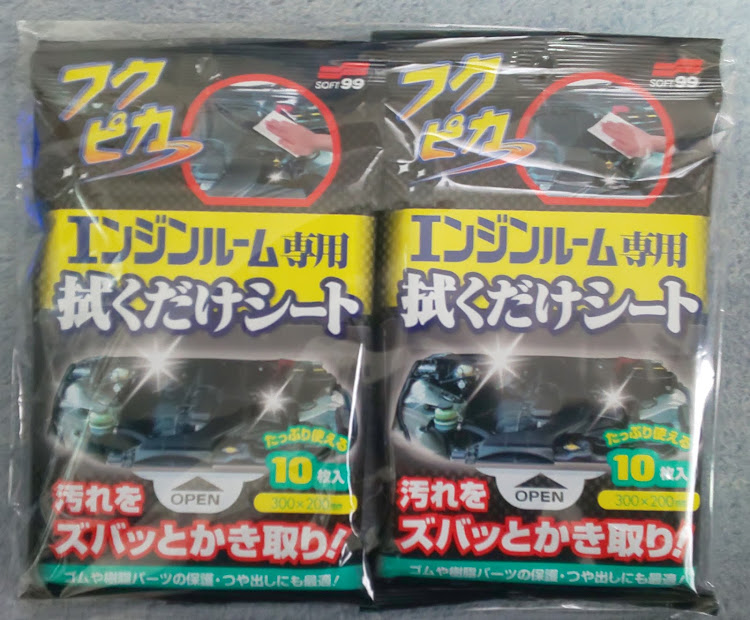 フク
ピカ
SOFT99
エンジンルーム専用
拭くだけシート
たっぷり使える
10枚入
300×200mm
OPEN
汚れを
ズバッとかき取り!
ゴムや樹脂パーツの保護・つや出しにも最適!
フク
ピカ
SOFT99
エンジンルーム専用
拭くだけシート
たっぷり使える
10枚入
300×200mm
OPEN
汚れを
ズバッとかき取り!
ゴムや樹脂パーツの保護・つや出しにも最適!